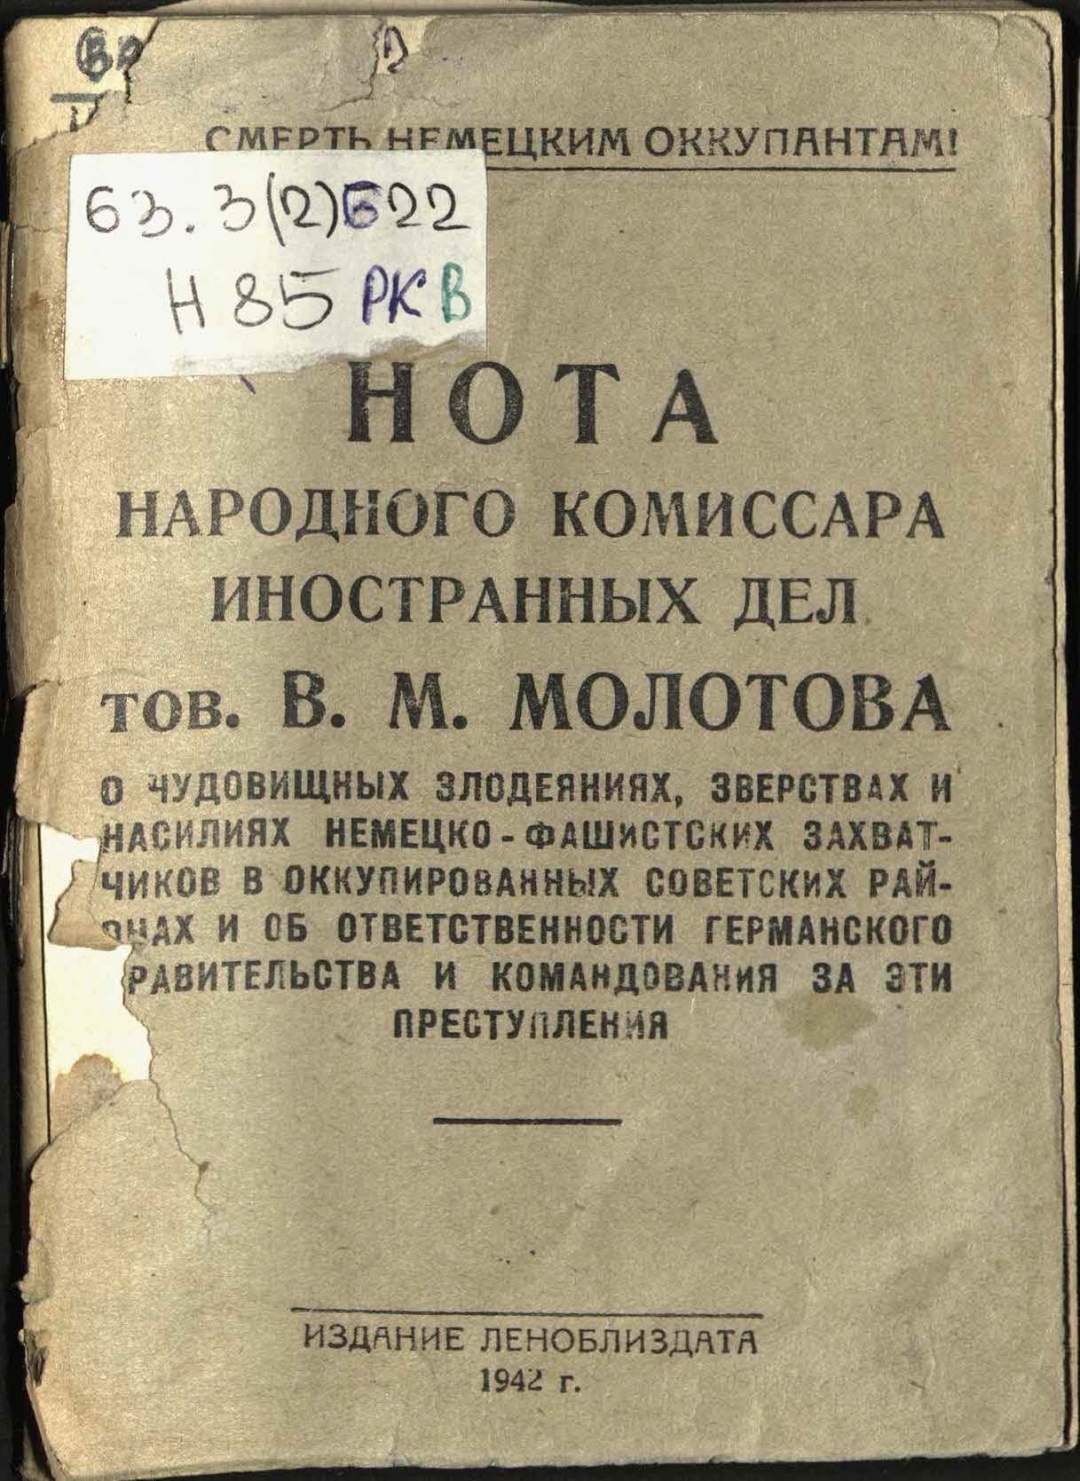 СМЕРТЬ НЕМЕЦКИМ ОККУПАНТАМ!
63.3(2)622
Н 85 РК В
НОТА
НАРОДНОГО КОМИССАРА
ИНОСТРАННЫХ ДЕЛ
тов. В. М. МОЛОТОВА
О ЧУДОВИЩНЫХ ЗЛОДЕЯНИЯХ, ЗВЕРСТВАХ И
НАСИЛИЯХ НЕМЕЦКО-ФАШИСТСКИХ ЗАХВАТ-
ЧИКОВ В ОККУПИРОВАННЫХ СОВЕТСКИХ РАЙ-
ОНАХ И ОБ ОТВЕТСТВЕННОСТИ ГЕРМАНСКОГО
РАВИТЕЛЬСТВА И КОМАНДОВАНИЯ ЗА ЭТИ
ПРЕСТУПЛЕНИЯ
ИЗДАНИЕ ЛЕНОБЛИЗДАТА
1942 г.